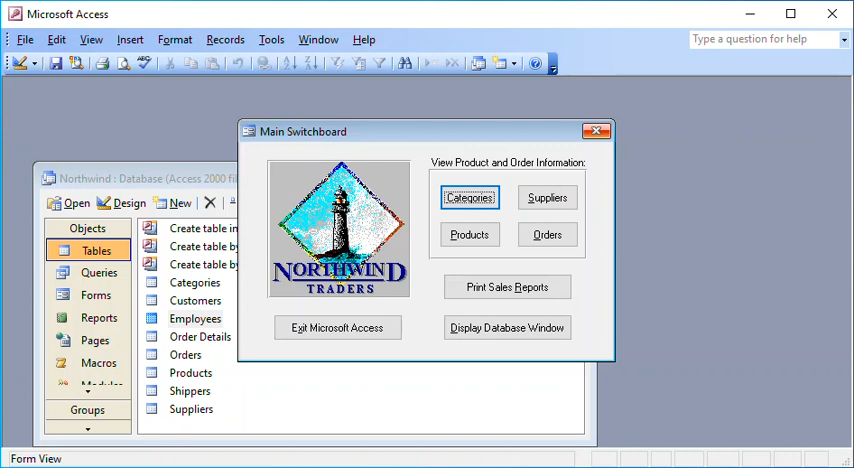 Microsoft Access
File Edit View Insert Format Records Tools Window Help
Type a question for help
Main Switchboard
Northwind : Database (Access 2000 fil
Open Design New
Objects
Tables
Queries
Forms
Reports
Pages
Macros
Modules
Groups
Create table in
Create table by
Create table by
Categories
Customers
Employees
Order Details
Orders
Products
Shippers
Suppliers
NORTHWIND
TRADERS
Exit Microsoft Access
View Product and Order Information:
Categories Suppliers
Products Orders
Print Sales Reports
Display Database Window
Form View